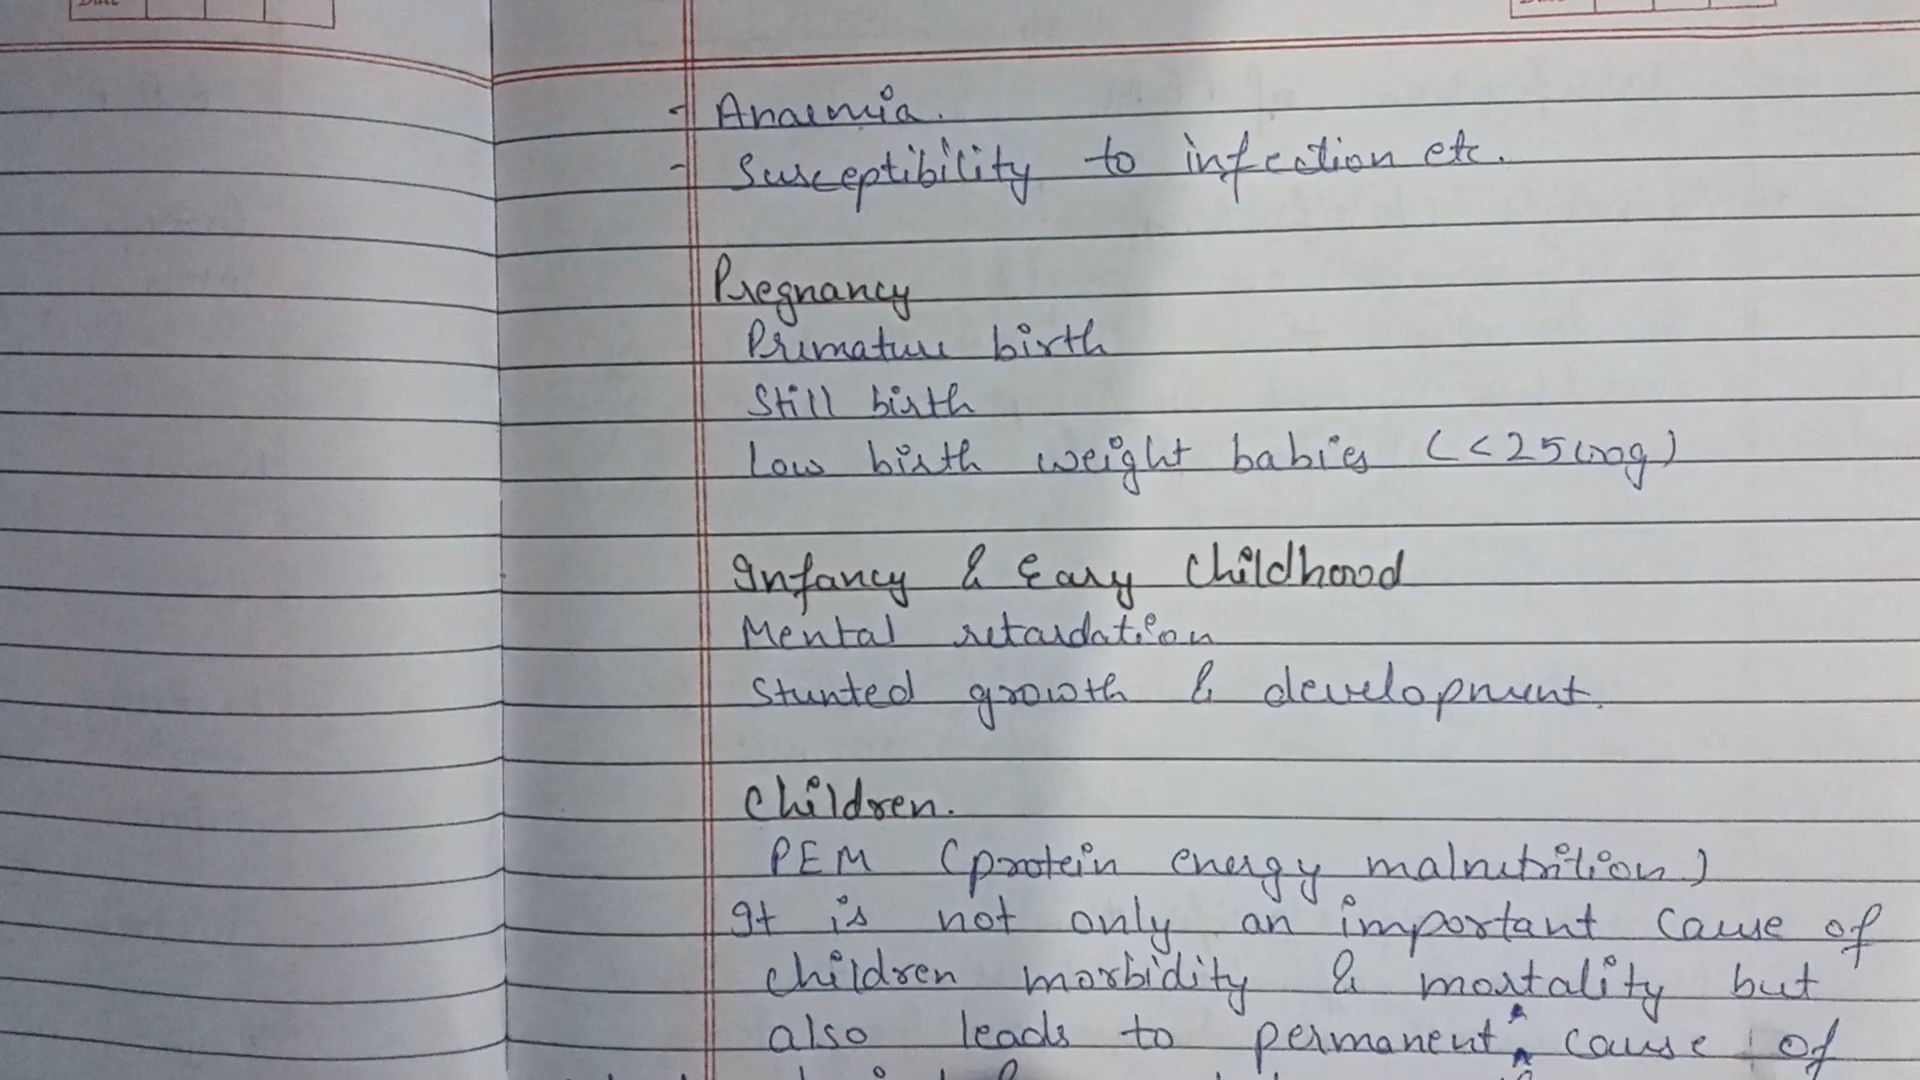 - Anaemia.
- Susceptibility to infection etc.
Pregnancy
Premature birth
Still birth
Low birth weight babies (<2500g)
Infancy & Eary Childhood
Mental retardation
Stunted growth & development.
Children.
PEM (protein energy malnutrition)
It is not only an important cause of
children morbidity & mortality but
also leads to permanent cause of